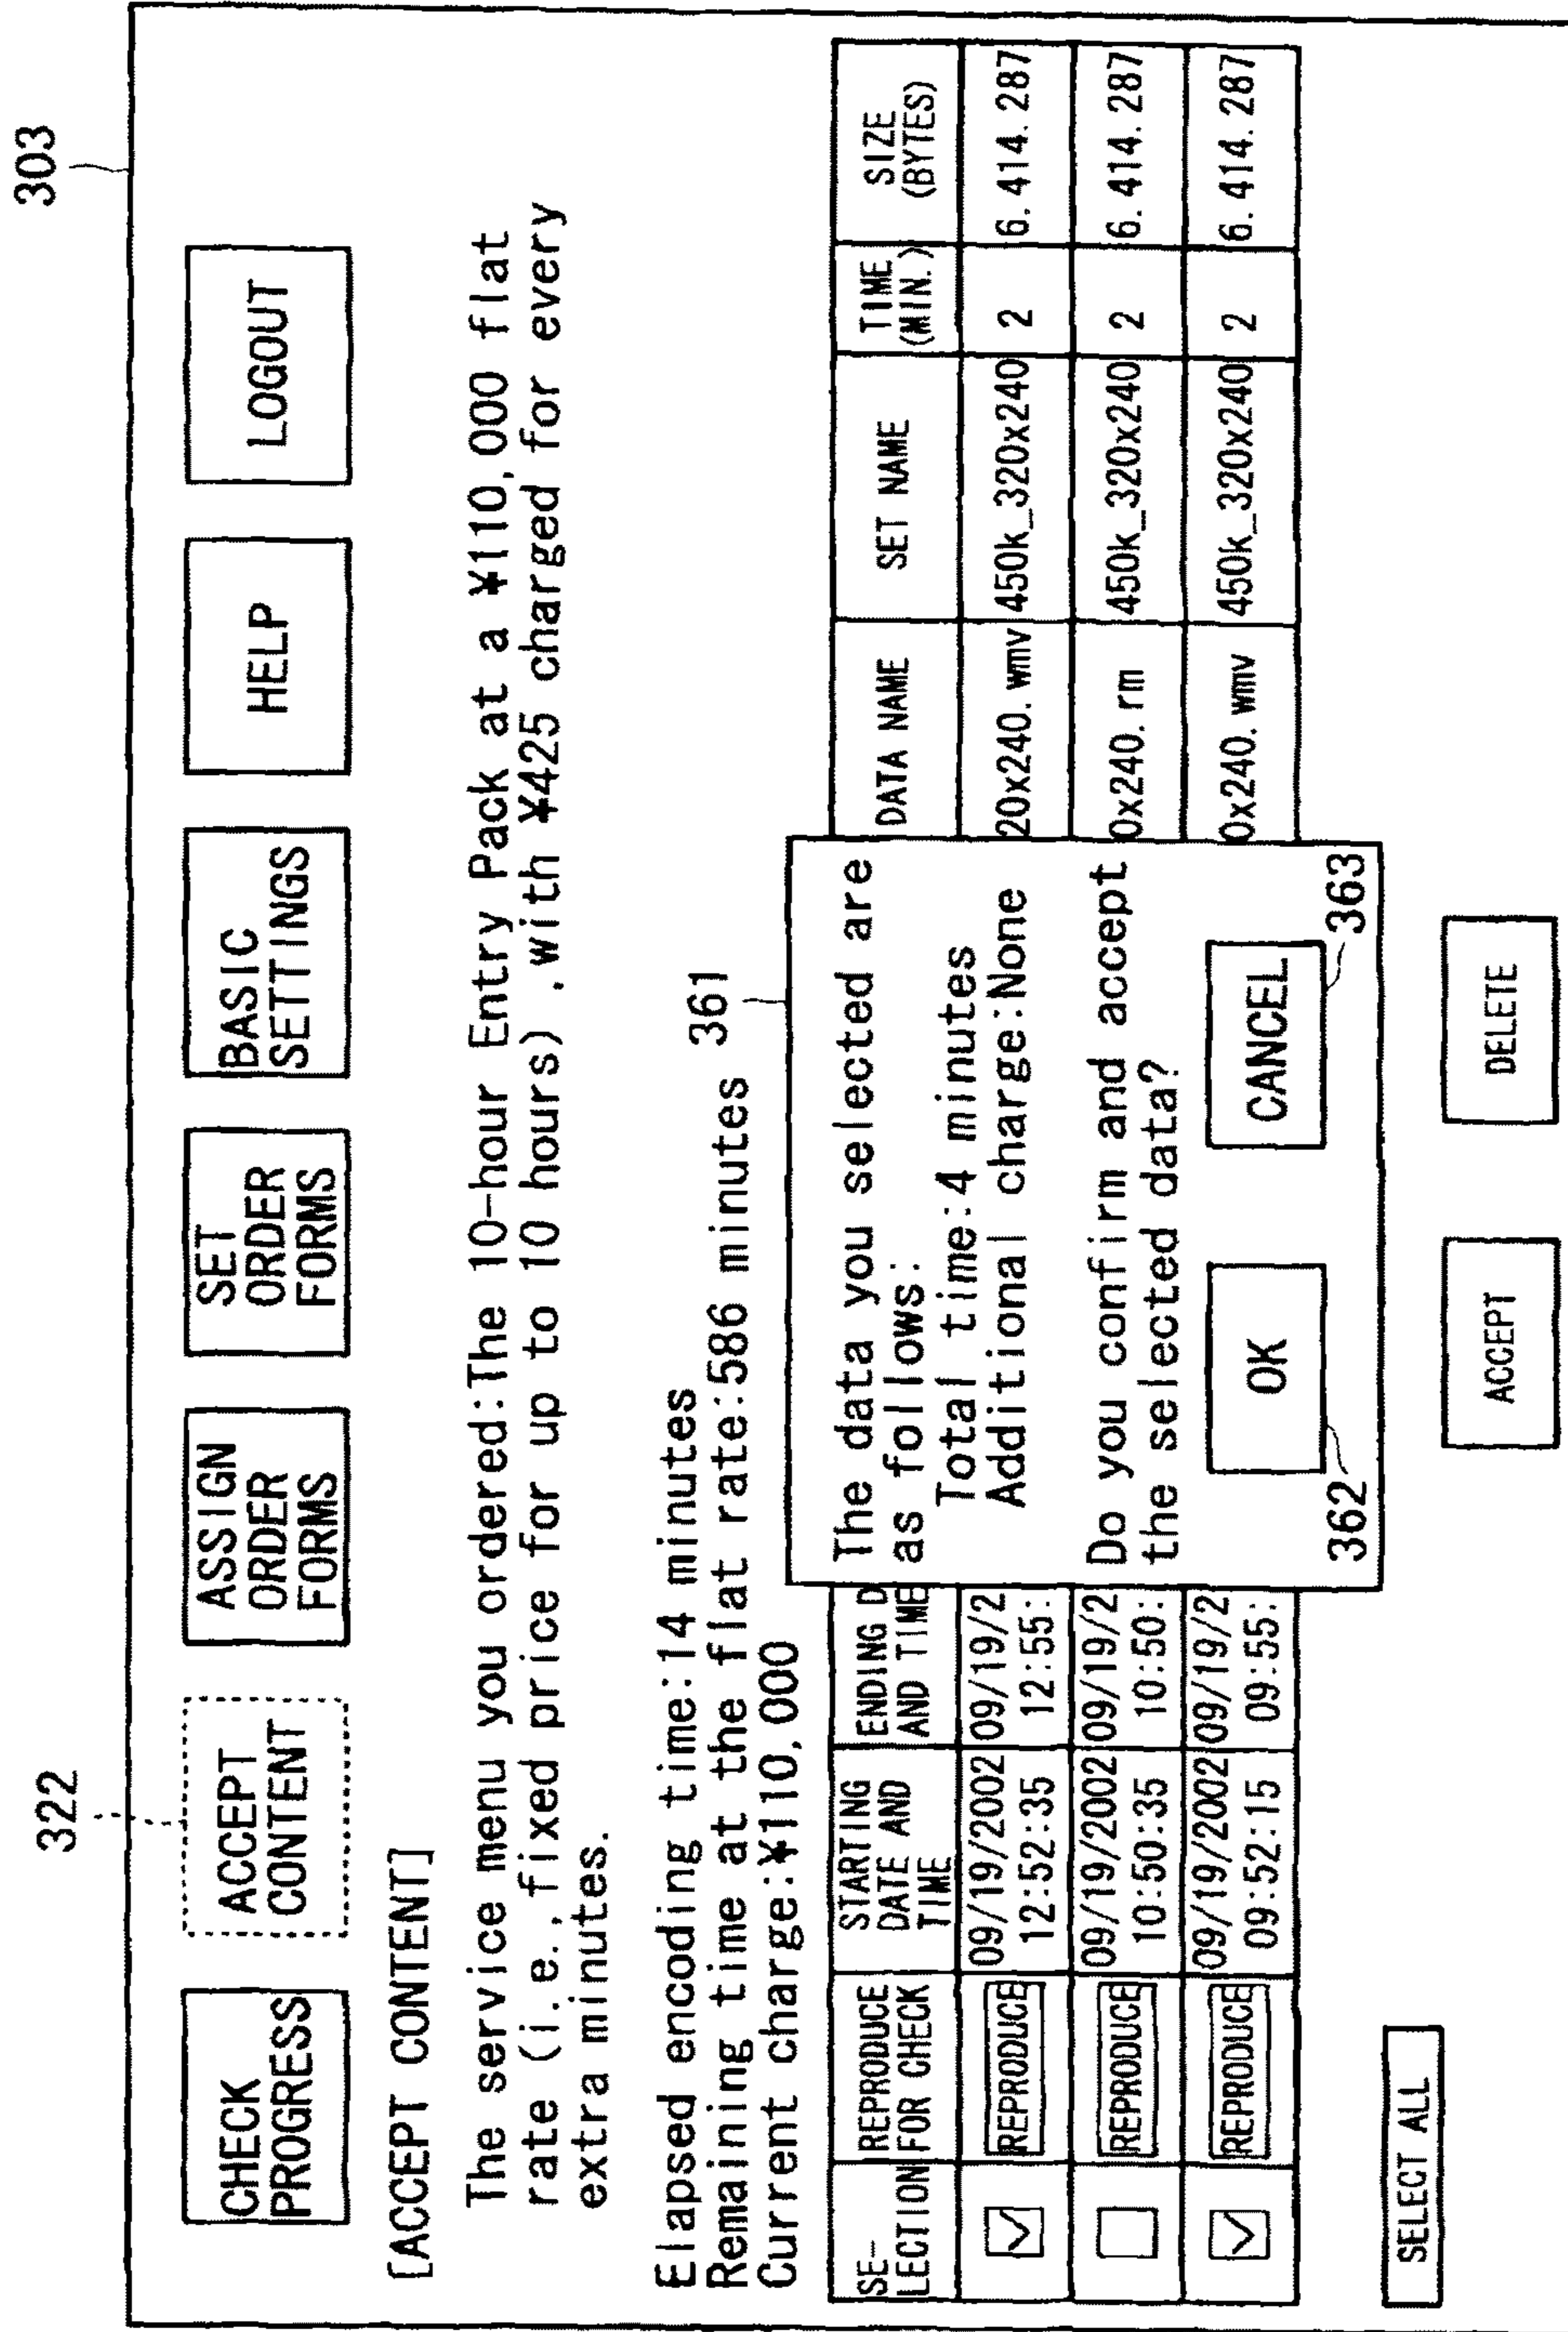 303
322
CHECK
PROGRESS
ACCEPT
CONTENT
ASSIGN
ORDER
FORMS
SET
ORDER
FORMS
BASIC
SETTINGS
HELP
LOGOUT
[ACCEPT CONTENT]
The service menu you ordered:The 10-hour Entry Pack at a ¥110,000 flat
rate(i.e.,fixed price for up to 10 hours),with ¥425 charged for every
extra minutes.
Elapsed encoding time:14 minutes
Remaining time at the flat rate:586 minutes
Current charge:¥110,000
361
SE-
LECTION
REPRODUCE
FOR CHECK
STARTING
DATE AND
TIME
ENDING D
AND TIME
DATA NAME
SET NAME
TIME
(MIN.)
SIZE
(BYTES)
REPRODUCE
09/19/2002
12:52:35
09/19/2
12:55:
20x240.wmv
450k_320x240
2
6.414.287
REPRODUCE
09/19/2002
10:50:35
09/19/2
10:50:
0x240.rm
450k_320x240
2
6.414.287
REPRODUCE
09/19/2002
09:52:15
09/19/2
09:55:
0x240.wmv
450k_320x240
2
6.414.287
The data you selected are
as follows:
Total time:4 minutes
Additional charge:None
Do you confirm and accept
the selected data?
OK
CANCEL
362
363
SELECT ALL
ACCEPT
DELETE